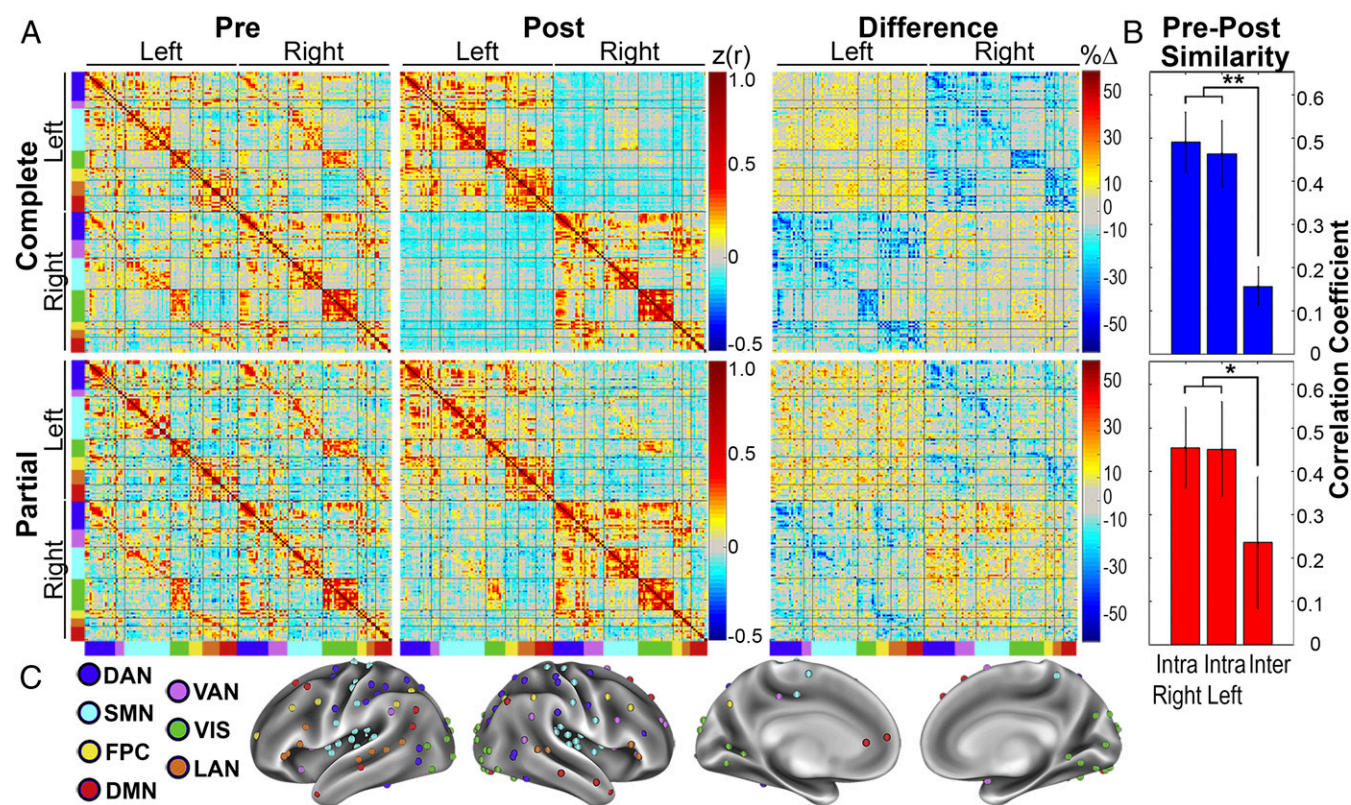 A
Pre
Post
Difference
B
Pre-Post
Similarity
Left
Right
Left
Right
z(r)
Left
Right
%Δ
Complete
Left
Right
1.0
0.5
0
-0.5
50
30
20
10
0
-10
-20
-30
-50
**
0.6
0.5
0.4
0.3
0.2
0.1
0
Correlation Coefficient
Partial
Left
Right
1.0
0.5
0
-0.5
50
30
20
10
0
-10
-20
-30
-50
*
0.6
0.5
0.4
0.3
0.2
0.1
0
Intra Intra Inter
Right Left
C
DAN
VAN
SMN
VIS
FPC
LAN
DMN